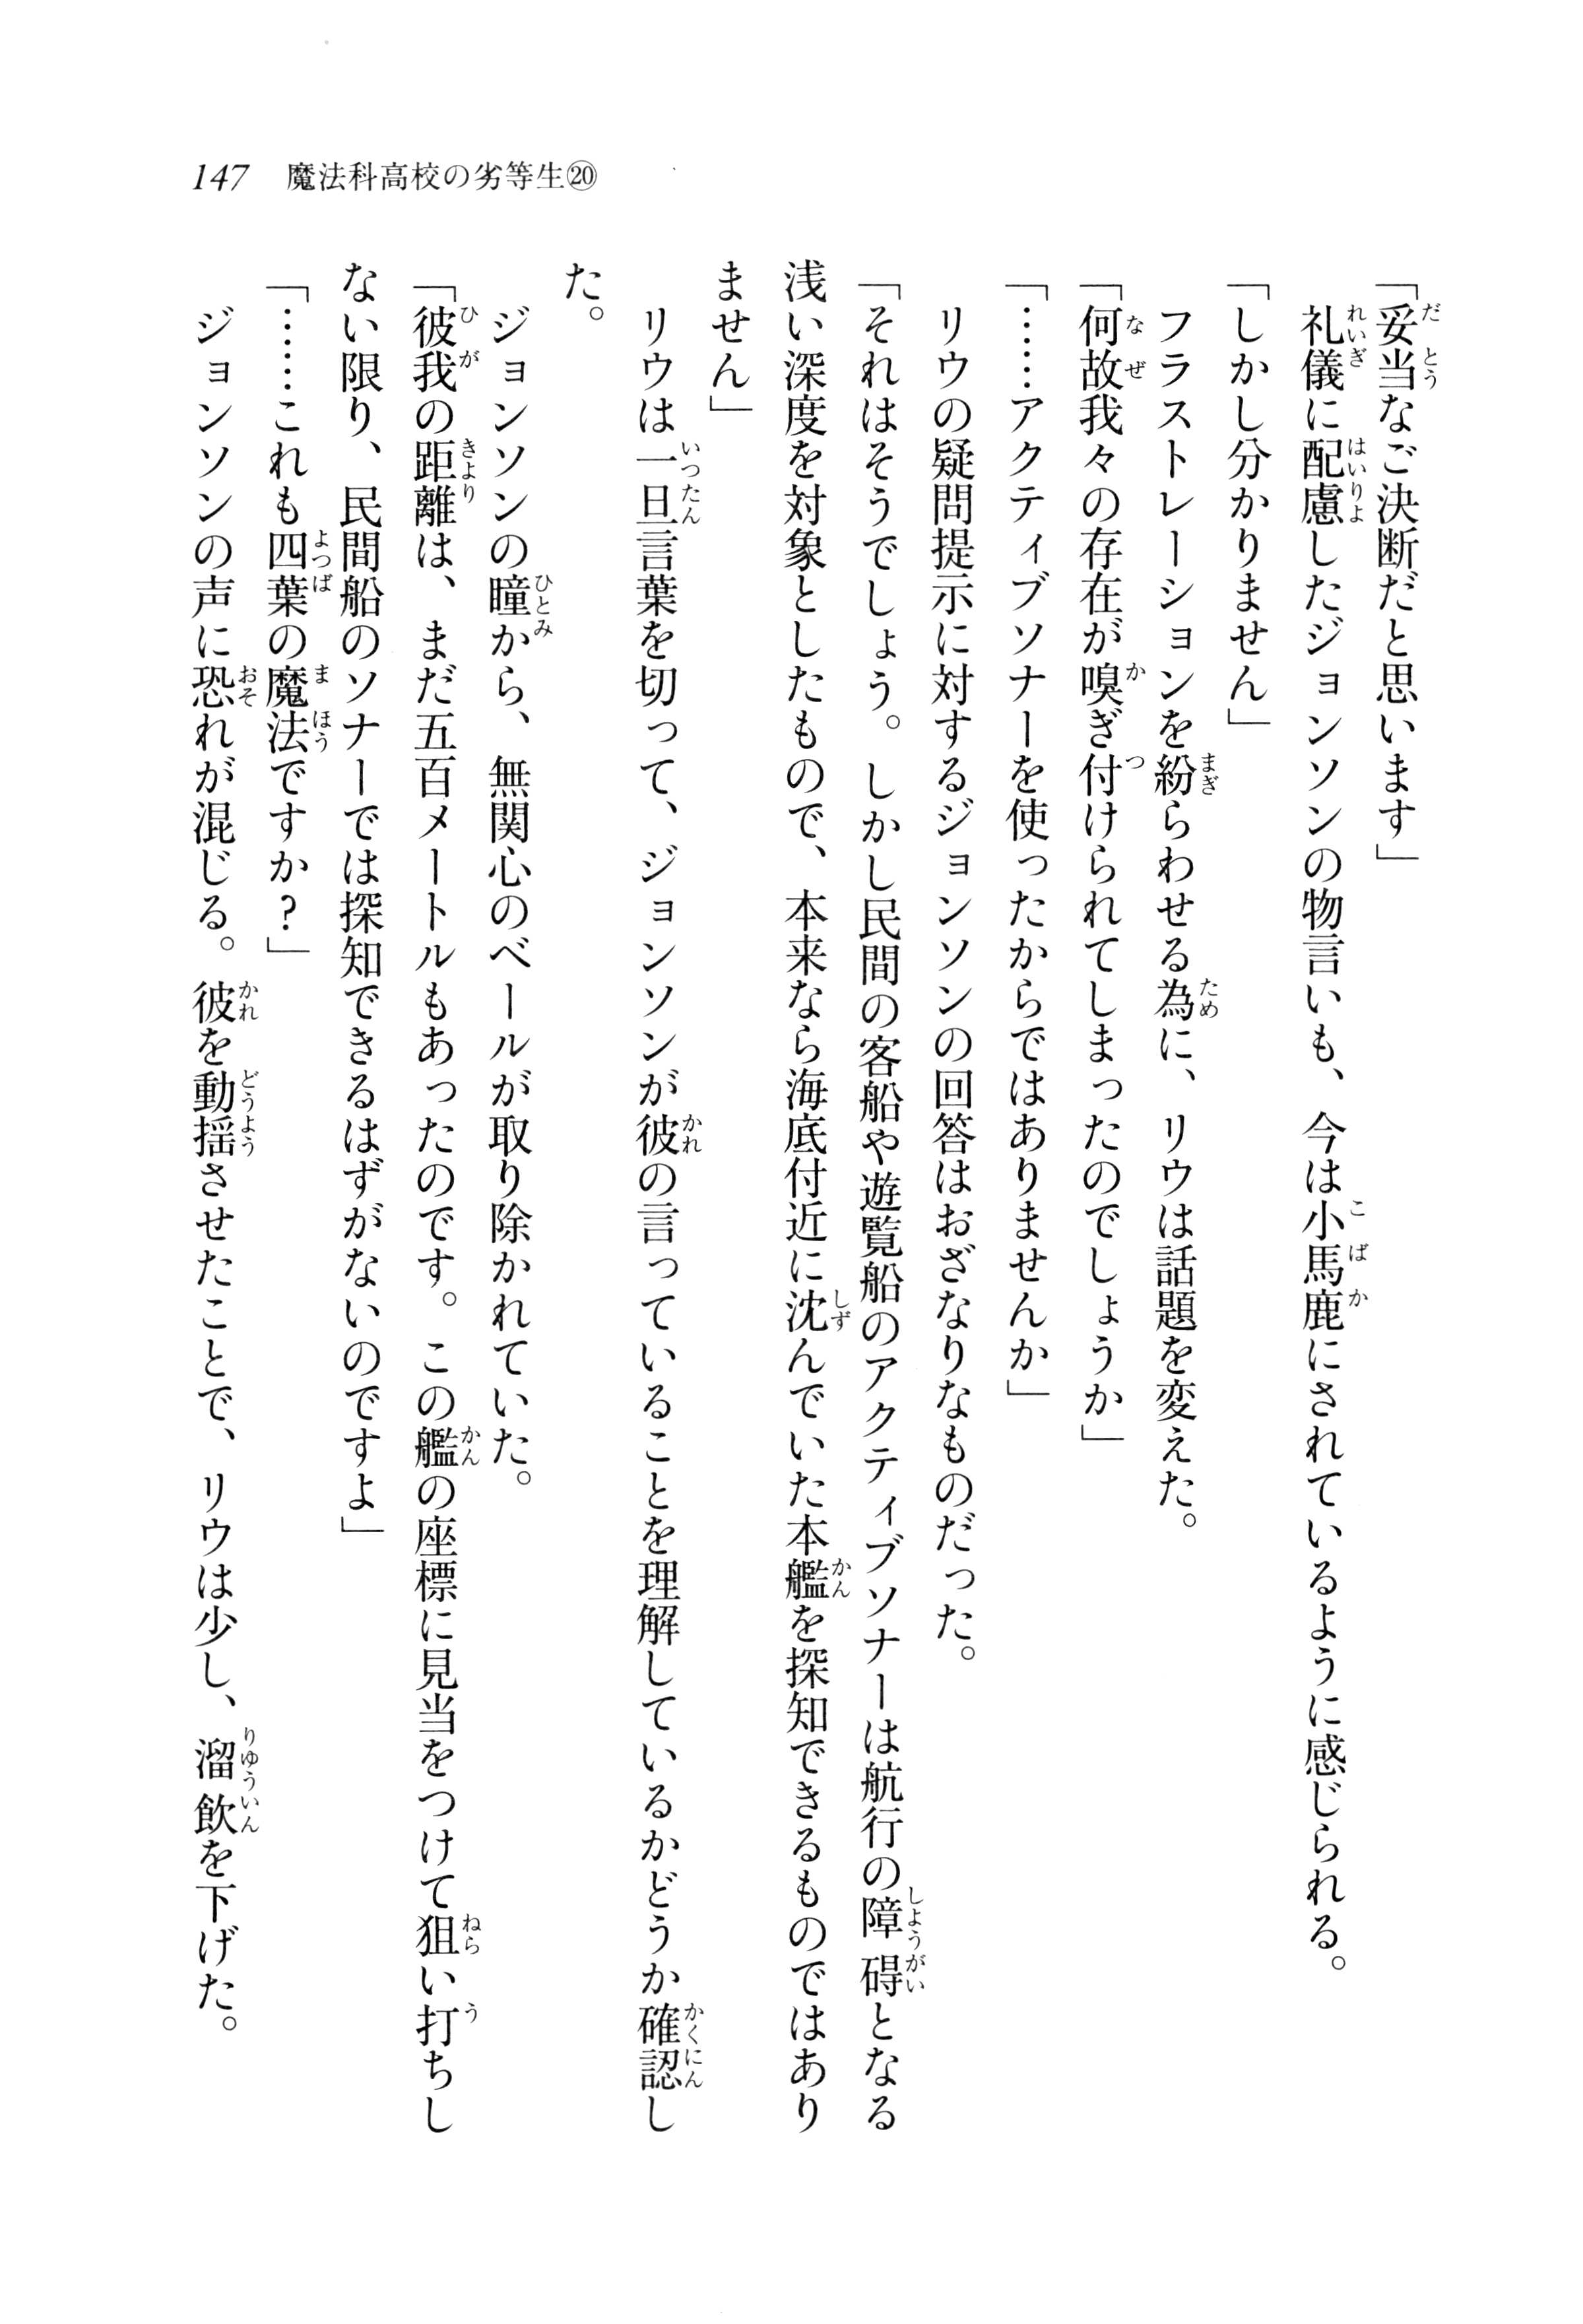 147 魔法科高校の劣等生⑳
「妥当なご決断だと思います」
礼儀に配慮したジョンソンの物言いも、今は小馬鹿にされているように感じられる。
「しかし分かりません」
フラストレーションを紛らわせる為に、リウは話題を変えた。
「何故我々の存在が嗅ぎ付けられてしまったのでしょうか」
「……アクティブソナーを使ったからではありませんか」
リウの疑問提示に対するジョンソンの回答はおざなりなものだった。
「それはそうでしょう。しかし民間の客船や遊覧船のアクティブソナーは航行の障碍となる
浅い深度を対象としたもので、本来なら海底付近に沈んでいた本艦を探知できるものではあり
ません」
リウは一旦言葉を切って、ジョンソンが彼の言っていることを理解しているかどうか確認し
た。
ジョンソンの瞳から、無関心のベールが取り除かれていた。
「彼我の距離は、まだ五百メートルもあったのです。この艦の座標に見当をつけて狙い打ちし
ない限り、民間船のソナーでは探知できるはずがないのですよ」
「……これも四葉の魔法ですか？」
ジョンソンの声に恐れが混じる。彼を動揺させたことで、リウは少し、溜飲を下げた。